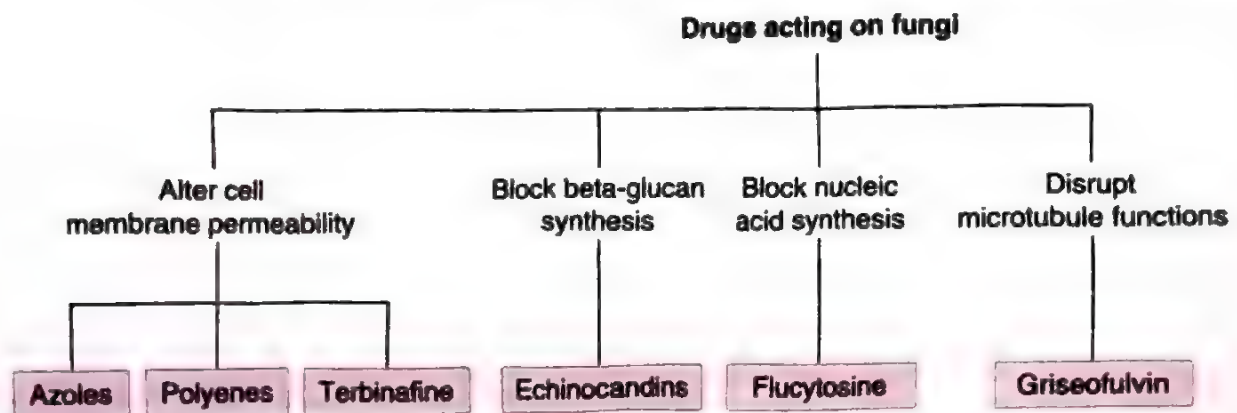 Drugs acting on fungi
Alter cell
membrane permeability
Block beta-glucan
synthesis
Block nucleic
acid synthesis
Disrupt
microtubule functions
Azoles
Polyenes
Terbinafine
Echinocandins
Flucytosine
Griseofulvin